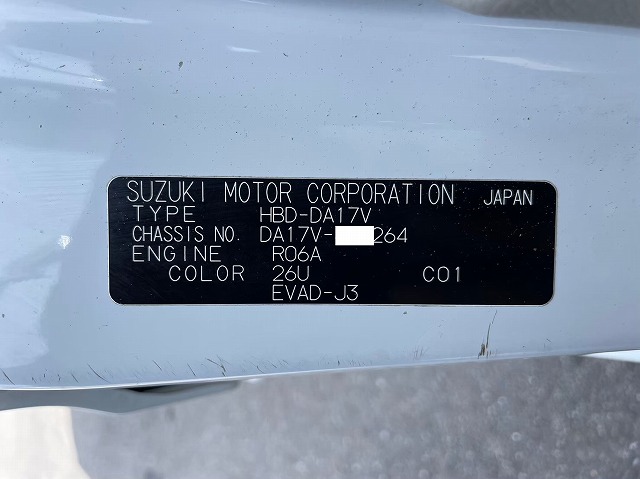 SUZUKI MOTOR CORPORATION JAPAN
TYPE HBD-DA17V
CHASSIS NO. DA17V-264
ENGINE R06A
COLOR 26U C01
EVAD-J3